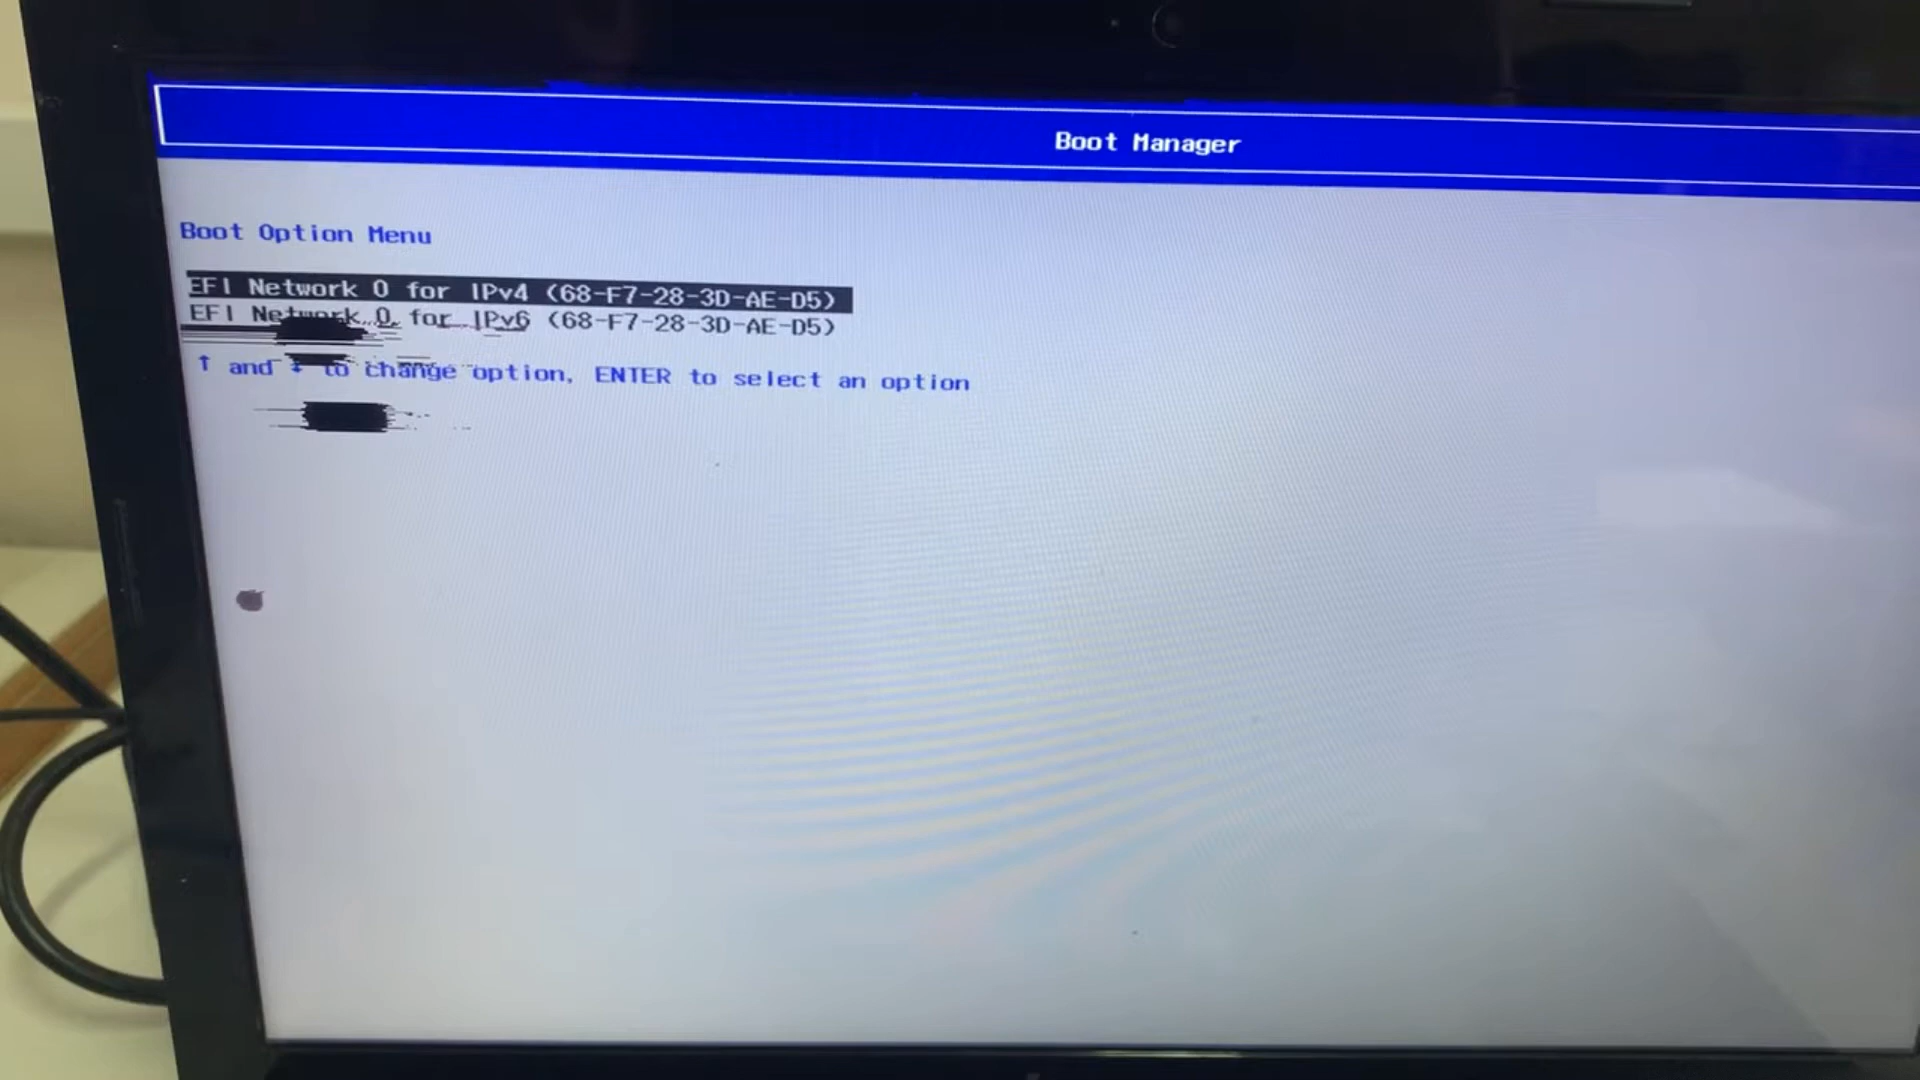 Boot Manager
Boot Option Menu
EFI Network 0 for IPv4 (68-F7-28-3D-AE-D5)
EFI Network 0 for IPv6 (68-F7-28-3D-AE-D5)
↑ and ↓ to change option, ENTER to select an option